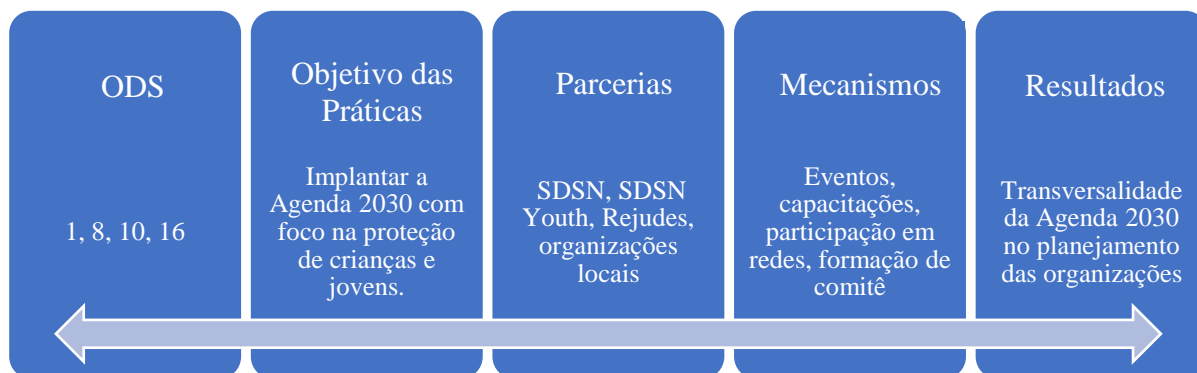 ODS
1, 8, 10, 16
Objetivo das
Práticas
Implantar a
Agenda 2030 com
foco na proteção
de crianças e
jovens.
Parcerias
SDSN, SDSN
Youth, Rejudes,
organizações
locais
Mecanismos
Eventos,
capacitações,
participação em
redes, formação de
comitê
Resultados
Transversalidade
da Agenda 2030
no planejamento
das organizações